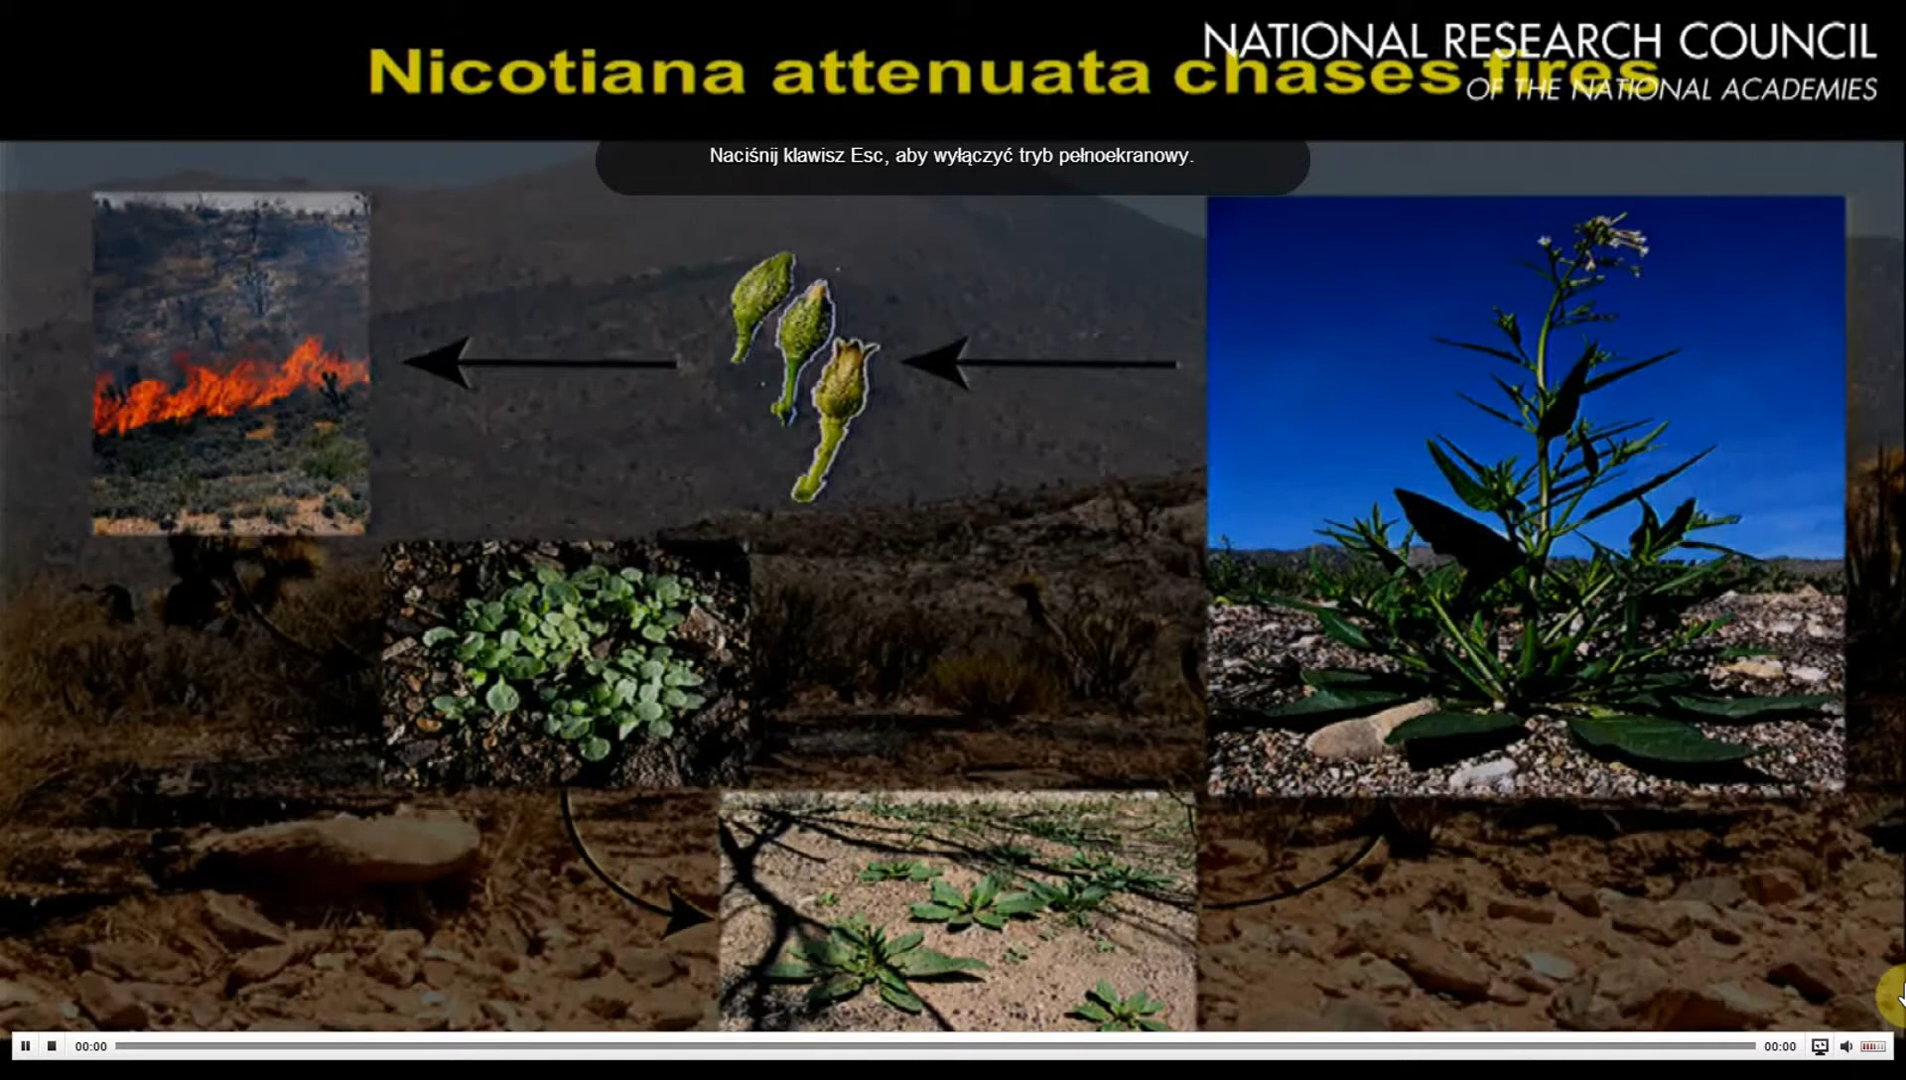 NATIONAL RESEARCH COUNCIL
Nicotiana attenuata chases fires
OF THE NATIONAL ACADEMIES
Naciśnij klawisz Esc, aby wyłączyć tryb pełnoekranowy.
00:00
00:00